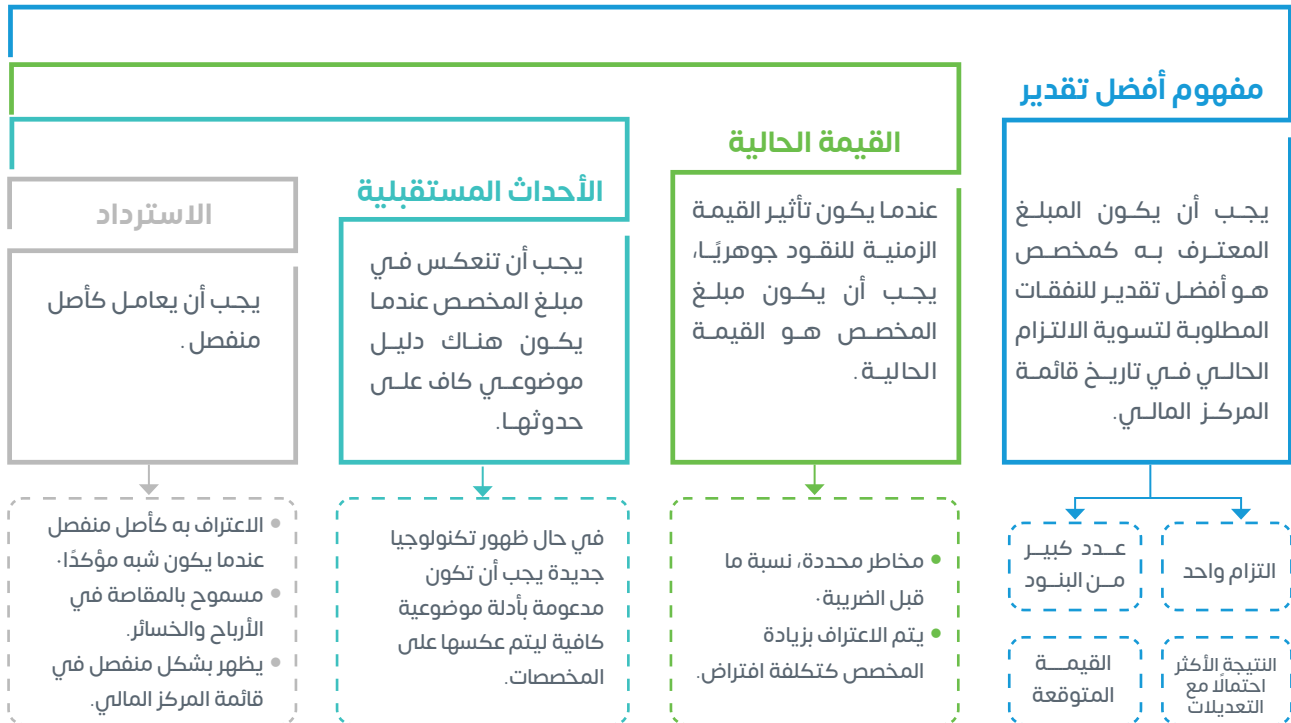 مفهوم أفضل تقدير
يجب أن يكون المبلغ
المعترف به كمخصص
هو أفضل تقدير للنفقات
المطلوبة لتسوية الالتزام
الحالي في تاريخ قائمة
المركز المالي.
التزام واحد
النتيجة الأكثر
احتمالًا مع
التعديلات
عدد كبير
من البنود
القيمة
المتوقعة
القيمة الحالية
عندما يكون تأثير القيمة
الزمنية للنقود جوهريًا،
يجب أن يكون مبلغ
المخصص هو القيمة
الحالية.
• مخاطر محددة، نسبة ما
قبل الضريبة.
• يتم الاعتراف بزيادة
المخصص كتكلفة افتراض.
الأحداث المستقبلية
يجب أن تنعكس في
مبلغ المخصص عندما
يكون هناك دليل
موضوعي كاف على
حدوثها.
في حال ظهور تكنولوجيا
جديدة يجب أن تكون
مدعومة بأدلة موضوعية
كافية ليتم عكسها على
المخصصات.
الاسترداد
يجب أن يعامل كأصل
منفصل.
• الاعتراف به كأصل منفصل
عندما يكون شبه مؤكدًا.
• مسموح بالمقاصة في
الأرباح والخسائر.
• يظهر بشكل منفصل في
قائمة المركز المالي.